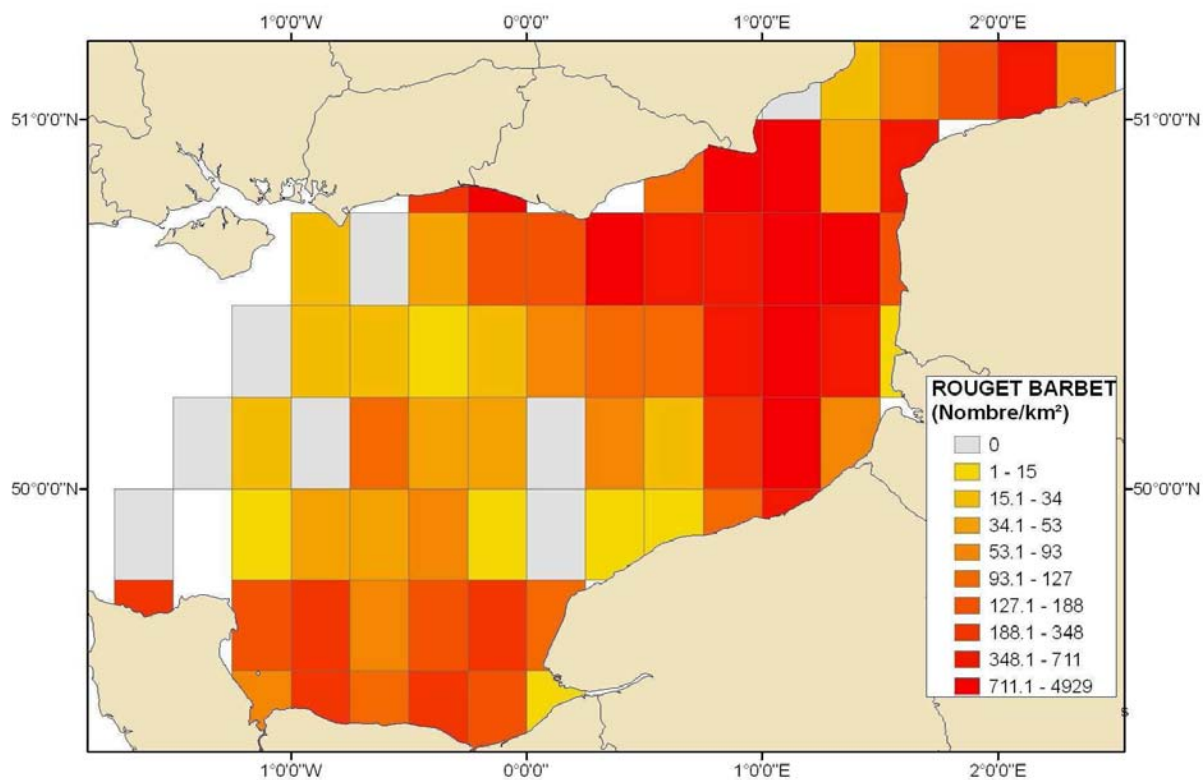 1°0'0"W 0°0'0" 1°0'0"E 2°0'0"E
51°0'0"N 51°0'0"N
ROUGET BARBET
(Nombre/km²)
0
1 - 15
15.1 - 34
34.1 - 53
53.1 - 93
93.1 - 127
127.1 - 188
188.1 - 348
348.1 - 711
711.1 - 4929
50°0'0"N 50°0'0"N
s
1°0'0"W 0°0'0" 1°0'0"E 2°0'0"E